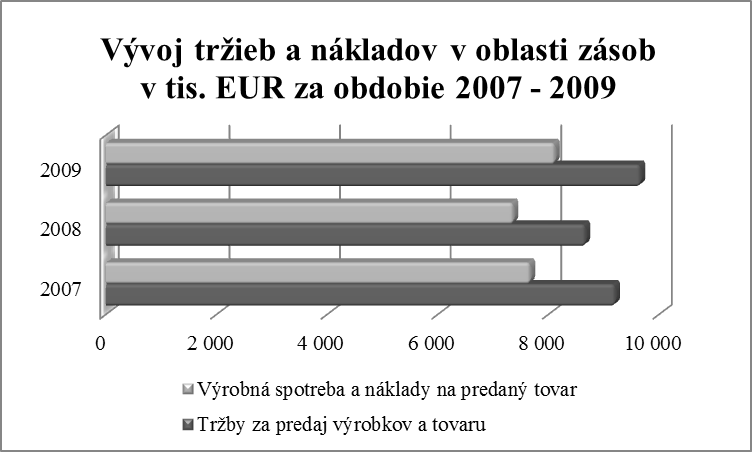 Vývoj tržieb a nákladov v oblasti zásob
v tis. EUR za obdobie 2007 - 2009
2009
2008
2007
0 2 000 4 000 6 000 8 000 10 000
Výrobná spotreba a náklady na predaný tovar
Tržby za predaj výrobkov a tovaru